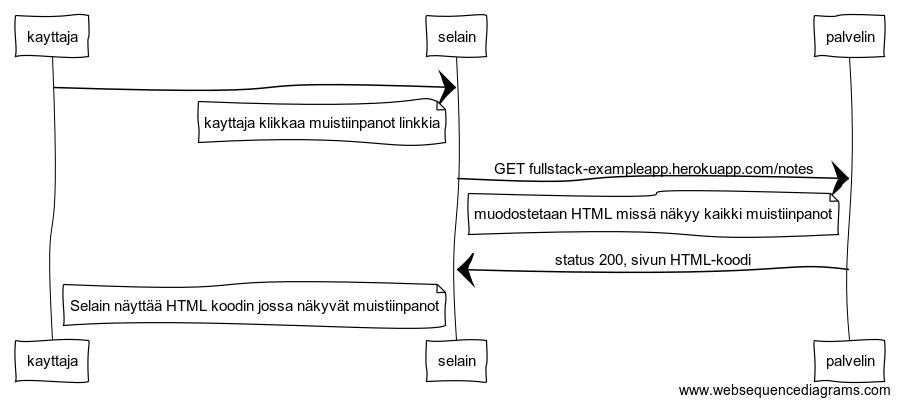 kayttaja
selain
palvelin
kayttaja klikkaa muistiinpanot linkkia
GET fullstack-exampleapp.herokuapp.com/notes
muodostetaan HTML missä näkyy kaikki muistiinpanot
status 200, sivun HTML-koodi
Selain näyttää HTML koodin jossa näkyvät muistiinpanot
kayttaja
selain
palvelin
www.websequencediagrams.com